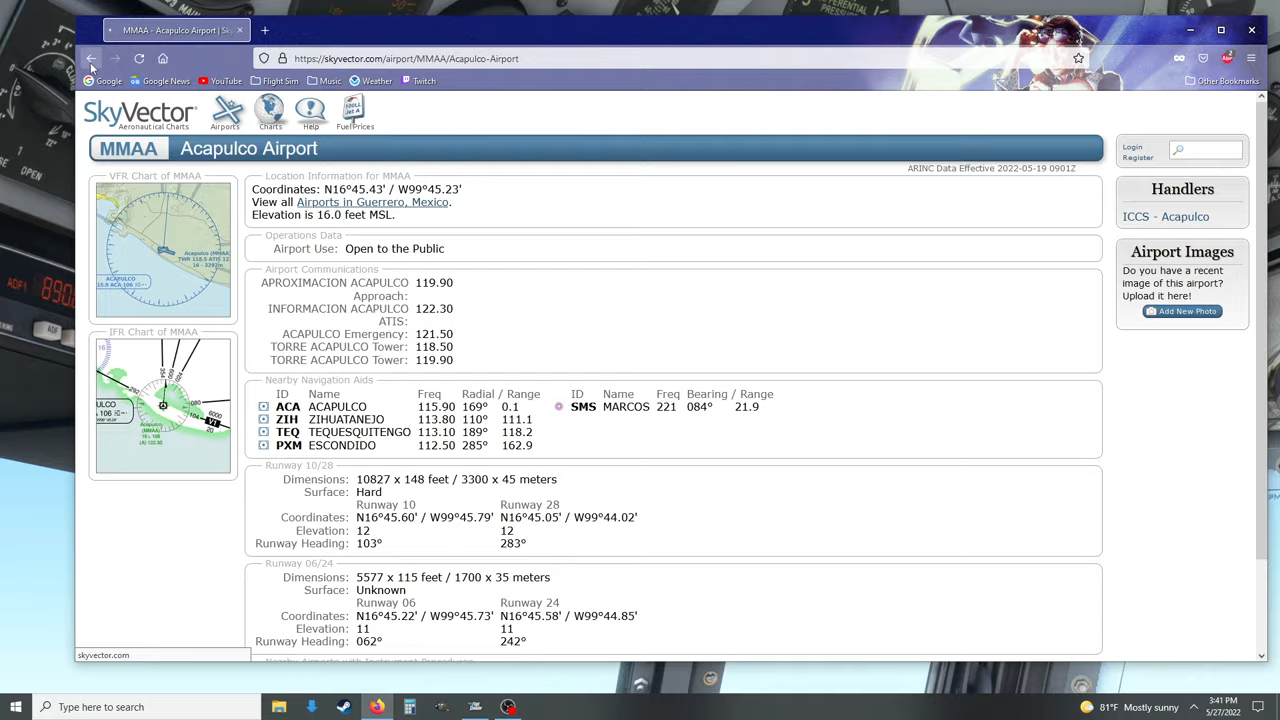 OPEN
ADF1
890.
ADF
MMAA - Acapulco Airport | Sk
https://skyvector.com/airport/MMAA/Acapulco-Airport
Google
Google News
YouTube
Flight Sim
Music
Weather
Twitch
Other Bookmarks
SkyVector
Aeronautical Charts
Airports
Charts
Help
100LL
Jet A
FuelPrices
MMAA
Acapulco Airport
Login
Register
ARINC Data Effective 2022-05-19 0901Z
VFR Chart of MMAA
Location Information for MMAA
Coordinates: N16°45.43' / W99°45.23'
View all Airports in Guerrero, Mexico.
Elevation is 16.0 feet MSL.
Handlers
ICCS - Acapulco
Operations Data
Airport Use: Open to the Public
Airport Images
Do you have a recent
image of this airport?
Upload it here!
Add New Photo
Airport Communications
APROXIMACION ACAPULCO 119.90
Approach:
INFORMACION ACAPULCO 122.30
ATIS:
ACAPULCO Emergency: 121.50
TORRE ACAPULCO Tower: 118.50
TORRE ACAPULCO Tower: 119.90
IFR Chart of MMAA
Nearby Navigation Aids
ID Name Freq Radial / Range ID Name Freq Bearing / Range
ACA ACAPULCO 115.90 169° 0.1 SMS MARCOS 221 084° 21.9
ZIH ZIHUATANEJO 113.80 110° 111.1
TEQ TEQUESQUITENGO 113.10 189° 118.2
PXM ESCONDIDO 112.50 285° 162.9
Runway 10/28
Dimensions: 10827 x 148 feet / 3300 x 45 meters
Surface: Hard
Runway 10 Runway 28
Coordinates: N16°45.60' / W99°45.79' N16°45.05' / W99°44.02'
Elevation: 12 12
Runway Heading: 103° 283°
Runway 06/24
Dimensions: 5577 x 115 feet / 1700 x 35 meters
Surface: Unknown
Runway 06 Runway 24
Coordinates: N16°45.22' / W99°45.73' N16°45.58' / W99°44.85'
Elevation: 11 11
Runway Heading: 062° 242°
Nearby Airports with Instrument Procedures
skyvector.com
Type here to search
81°F Mostly sunny
3:41 PM
5/27/2022